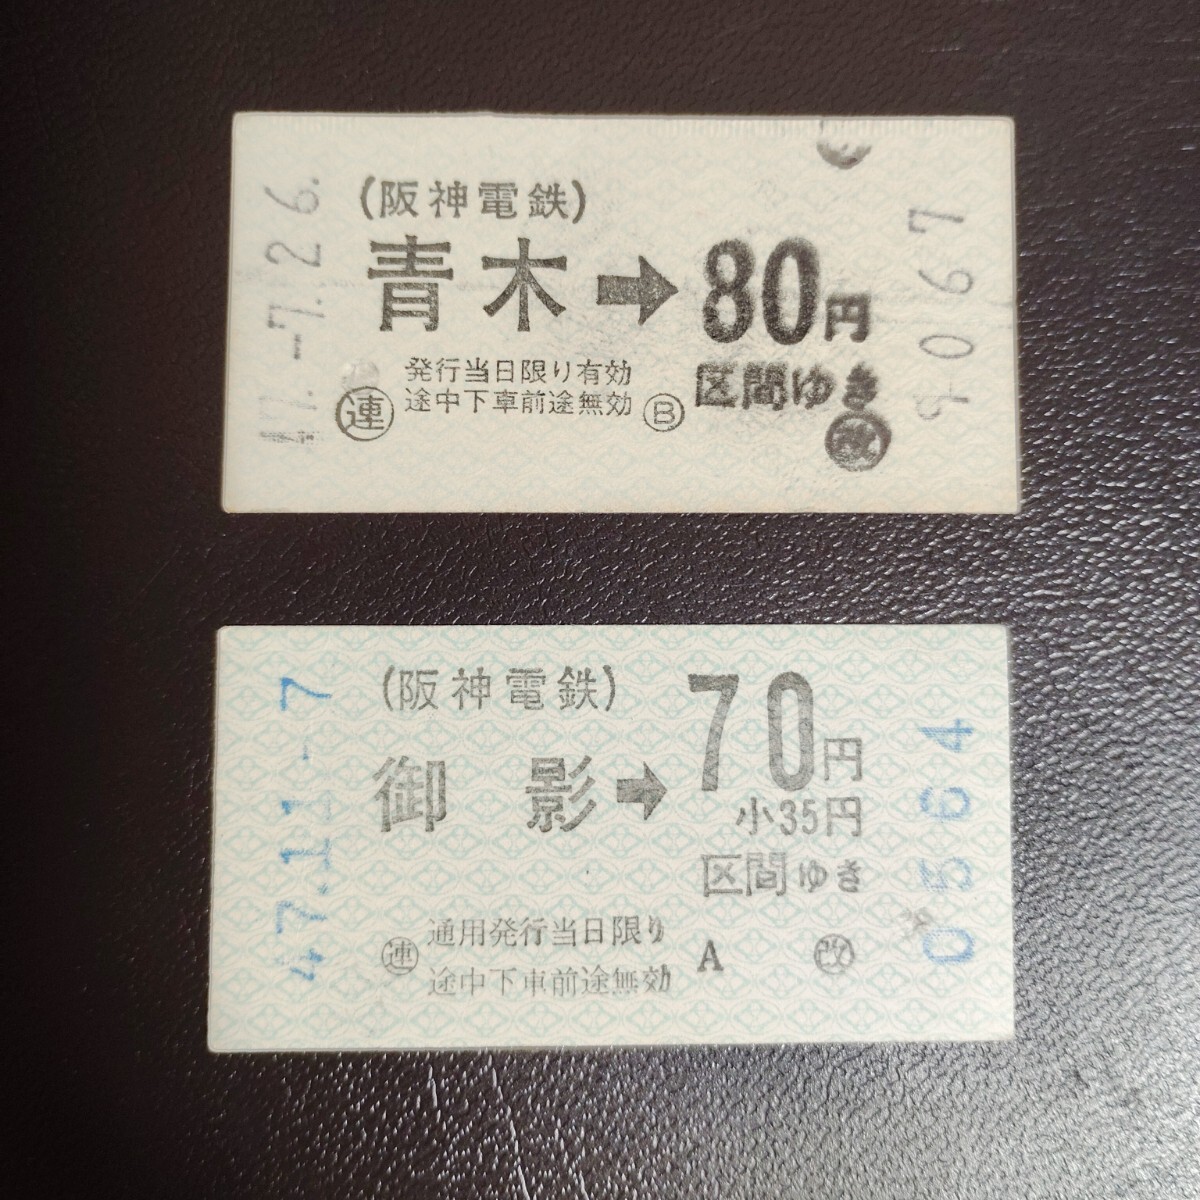 (阪神電鉄)
青木➡80円
区間ゆき
発行当日限り有効
途中下車前途無効
連
B
改
-7.26.
9067
(阪神電鉄)
御影➡70円
小35円
区間ゆき
通用発行当日限り
途中下車前途無効
連
A
改
47.11-7
0564